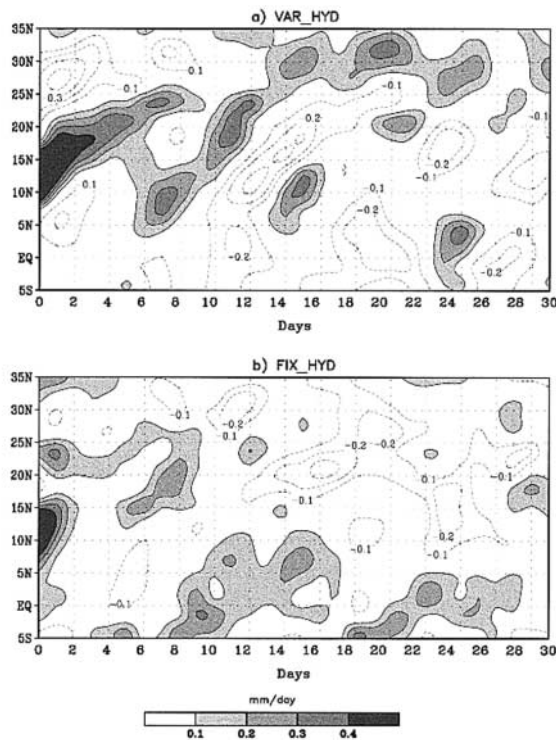 a) VAR_HYD
35N
30N
25N
20N
15N
10N
5N
EQ
5S
0.1
0.3
0.1
0.1
0.2
-0.1
-0.2
-0.1
0.1
-0.2
-0.2
-0.1
-0.2
0 2 4 6 8 10 12 14 16 18 20 22 24 26 28 30
Days
b) FIX_HYD
35N
30N
25N
20N
15N
10N
5N
EQ
5S
-0.1
-0.2
0.1
-0.2
-0.2
0.1
0.1
0.1
-0.2
0.1
-0.1
0.2
-0.1
-0.1
0 2 4 6 8 10 12 14 16 18 20 22 24 26 28 30
Days
mm/day
0.1 0.2 0.3 0.4